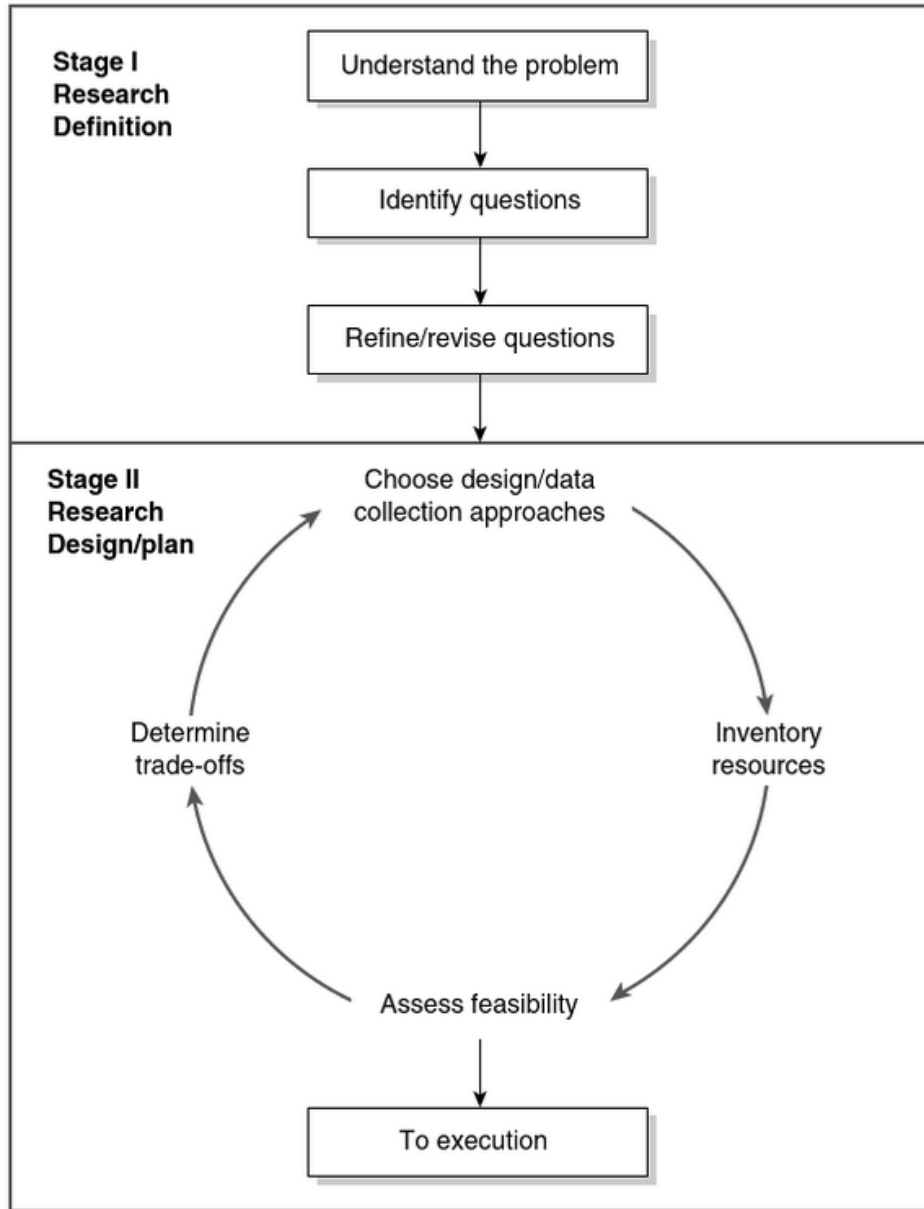 Stage I
Research
Definition
Understand the problem
Identify questions
Refine/revise questions
Stage II
Research
Design/plan
Choose design/data
collection approaches
Determine
trade-offs
Inventory
resources
Assess feasibility
To execution